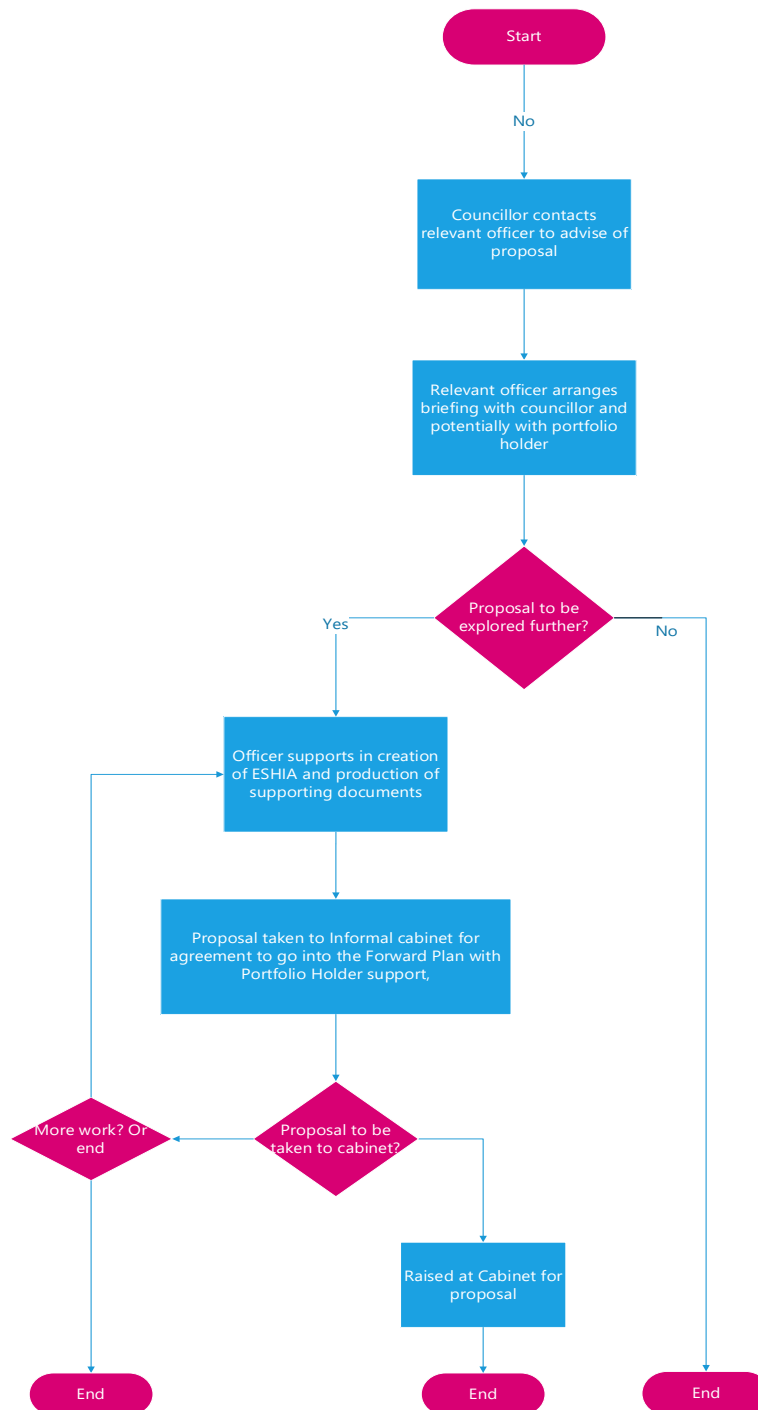 Start
No
Councillor contacts
relevant officer to advise of
proposal
Relevant officer arranges
briefing with councillor and
potentially with portfolio
holder
Proposal to be
explored further?
Yes
No
Officer supports in creation
of ESHIA and production of
supporting documents
Proposal taken to Informal cabinet for
agreement to go into the Forward Plan with
Portfolio Holder support,
More work? Or
end
Proposal to be
taken to cabinet?
Raised at Cabinet for
proposal
End
End
End